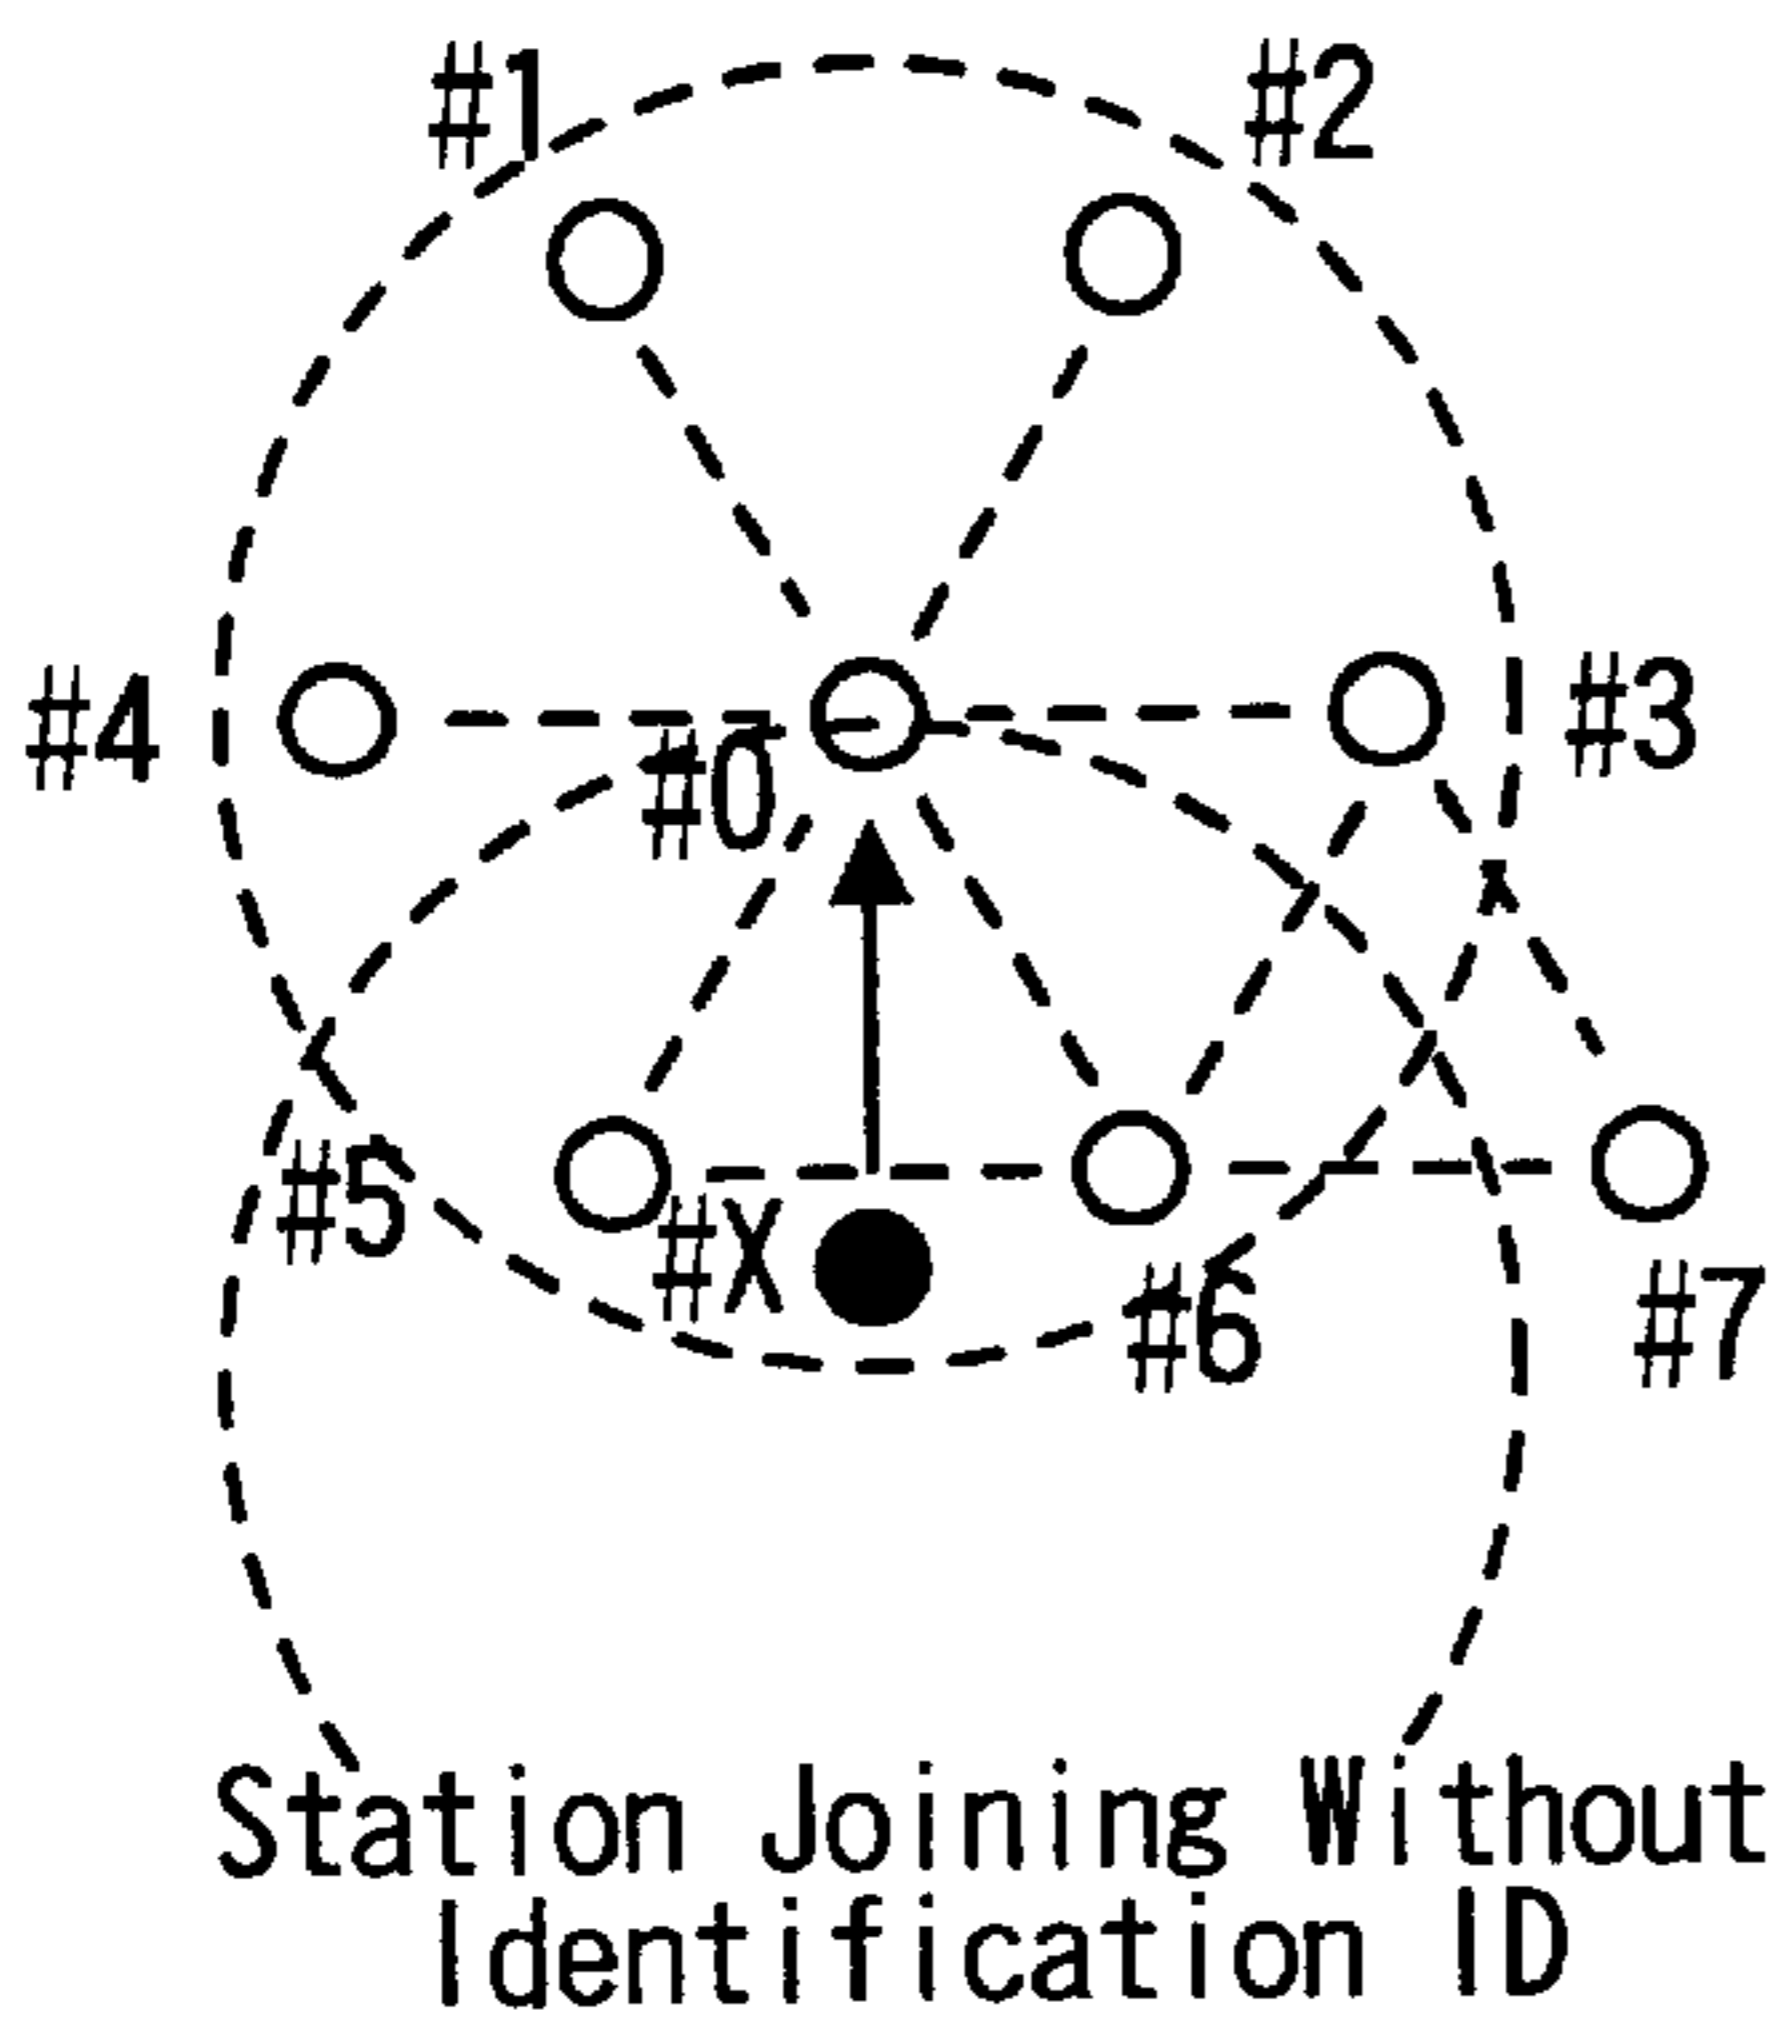 #1
#2
#4
#0
#3
#5
#X
#6
#7
Station Joining Without
Identification ID